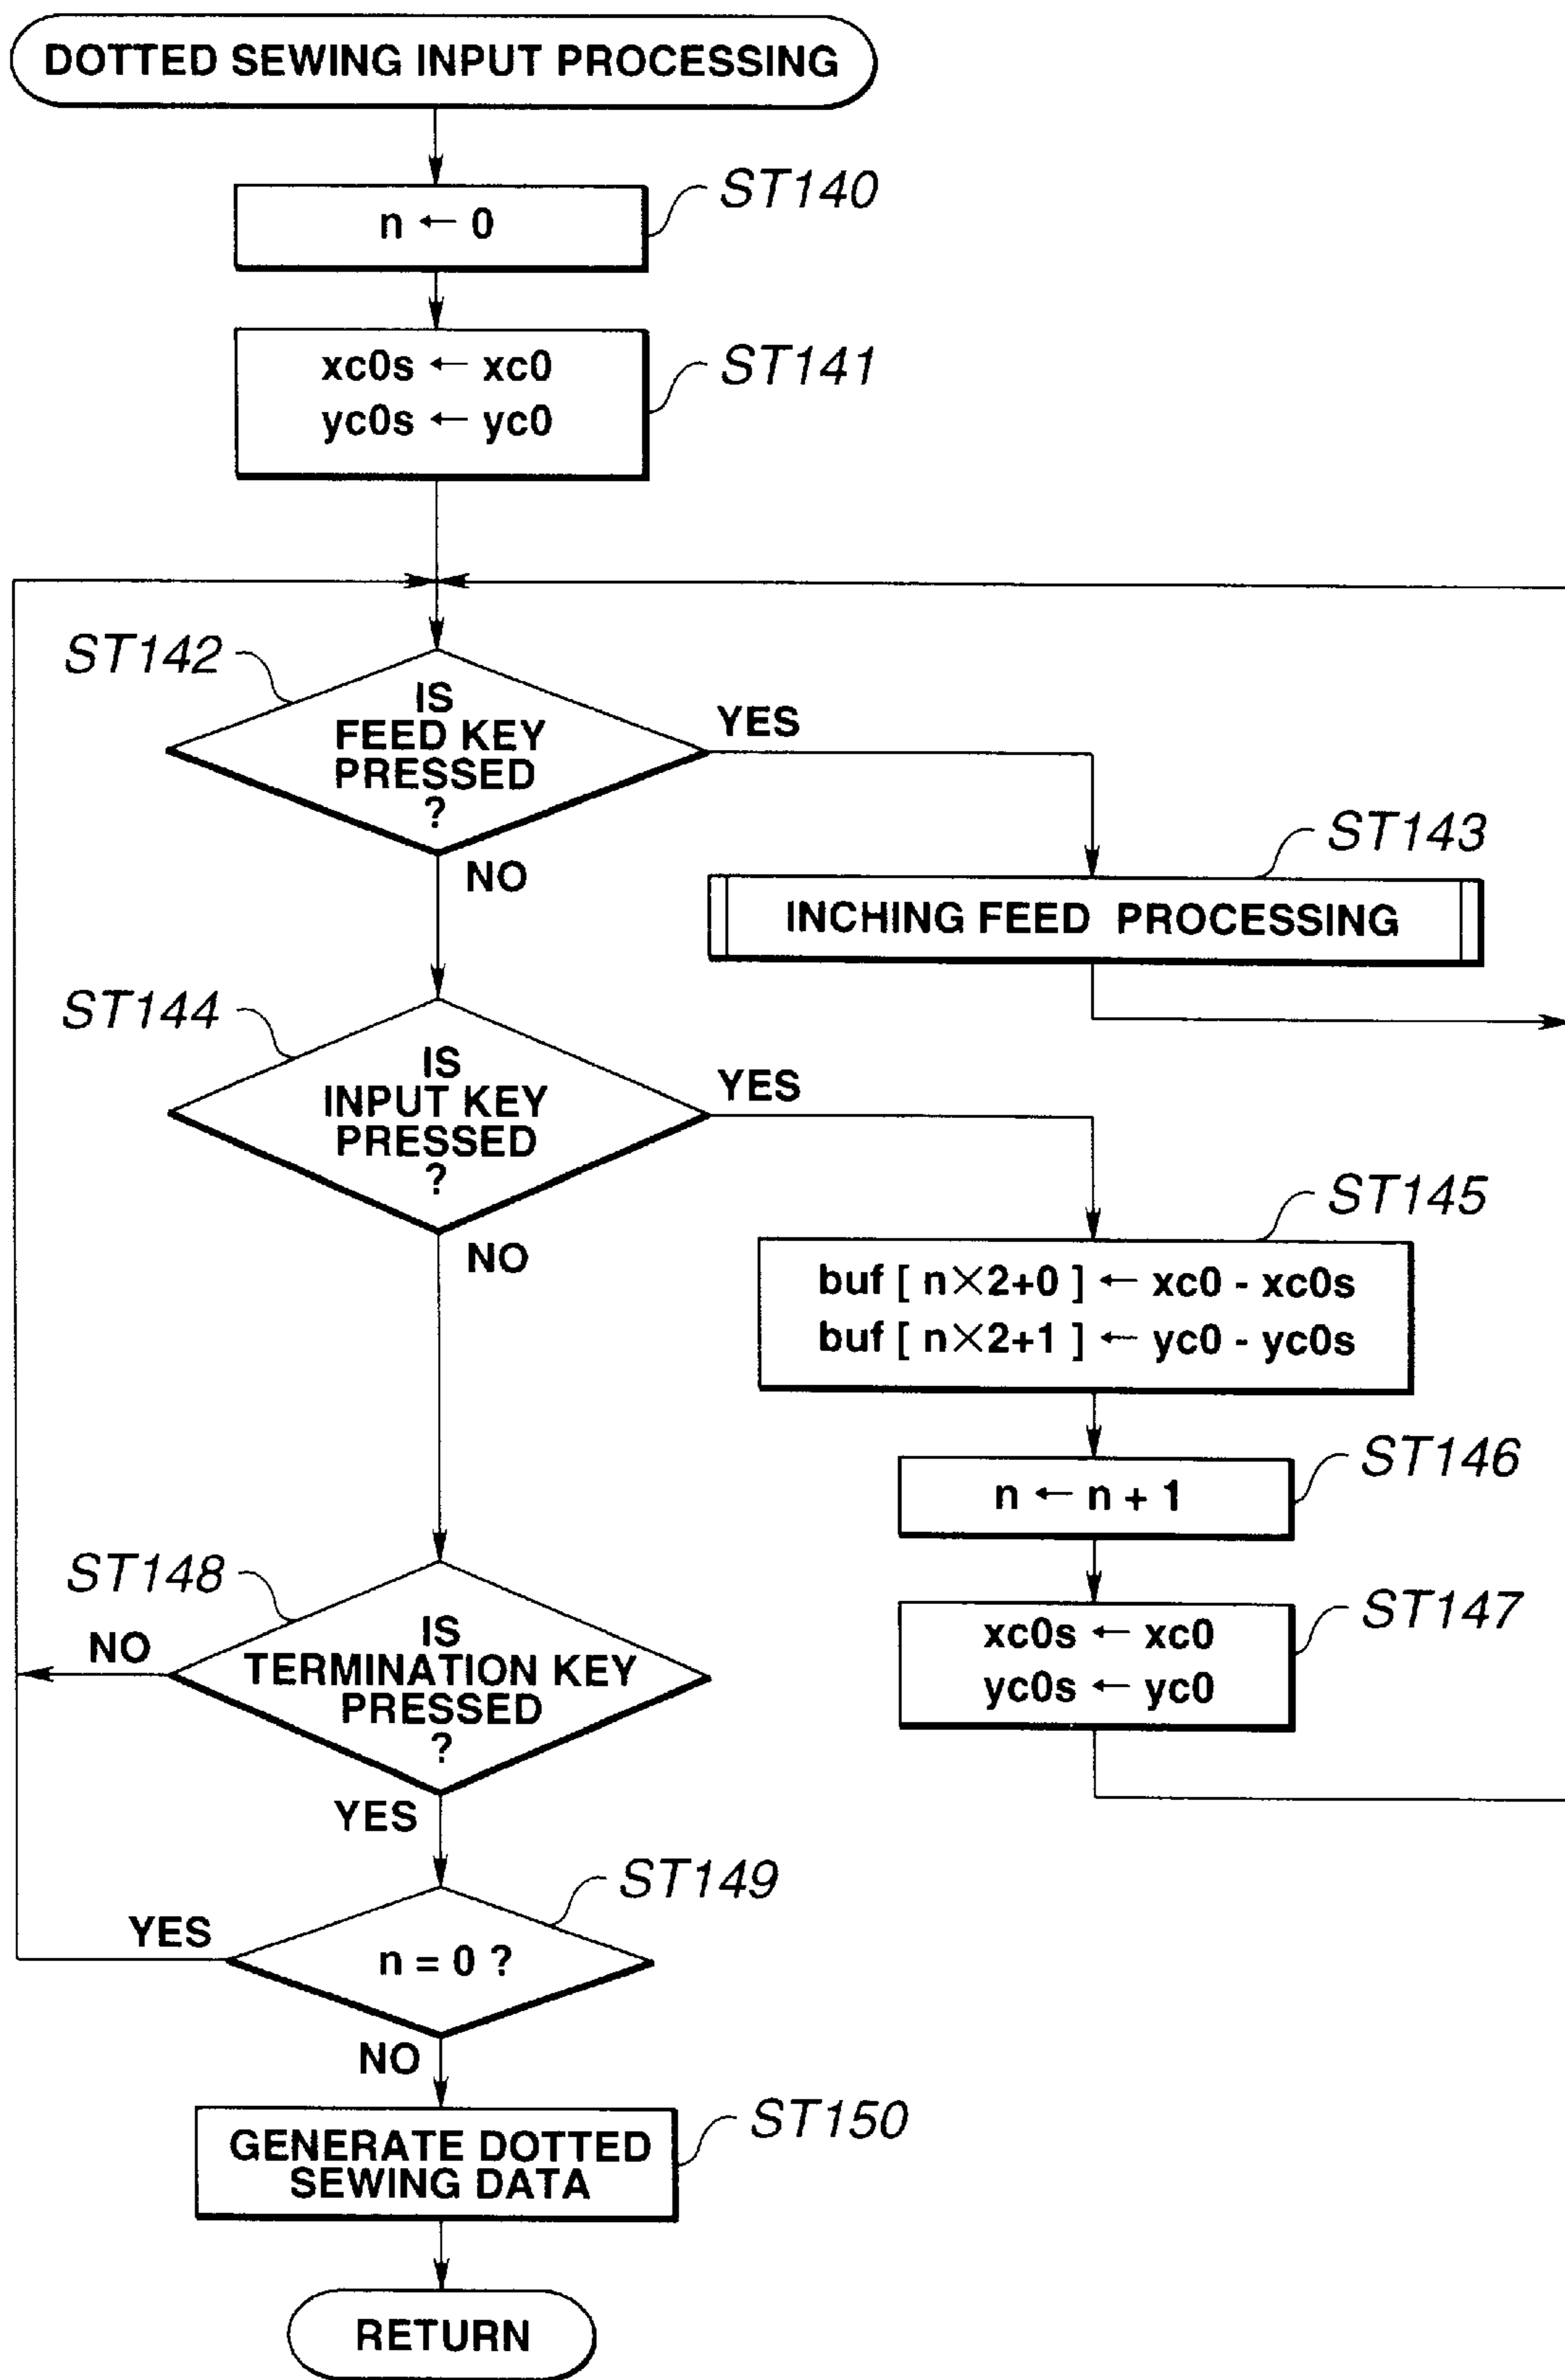 DOTTED SEWING INPUT PROCESSING
ST140
n ← 0
ST141
xc0s ← xc0
yc0s ← yc0
ST142
IS
FEED KEY
PRESSED
?
YES
NO
ST143
INCHING FEED PROCESSING
ST144
IS
INPUT KEY
PRESSED
?
YES
NO
ST145
buf [ n×2+0 ] ← xc0 - xc0s
buf [ n×2+1 ] ← yc0 - yc0s
ST146
n ← n + 1
ST147
xc0s ← xc0
yc0s ← yc0
ST148
NO
IS
TERMINATION KEY
PRESSED
?
YES
ST149
YES
n = 0 ?
NO
ST150
GENERATE DOTTED
SEWING DATA
RETURN